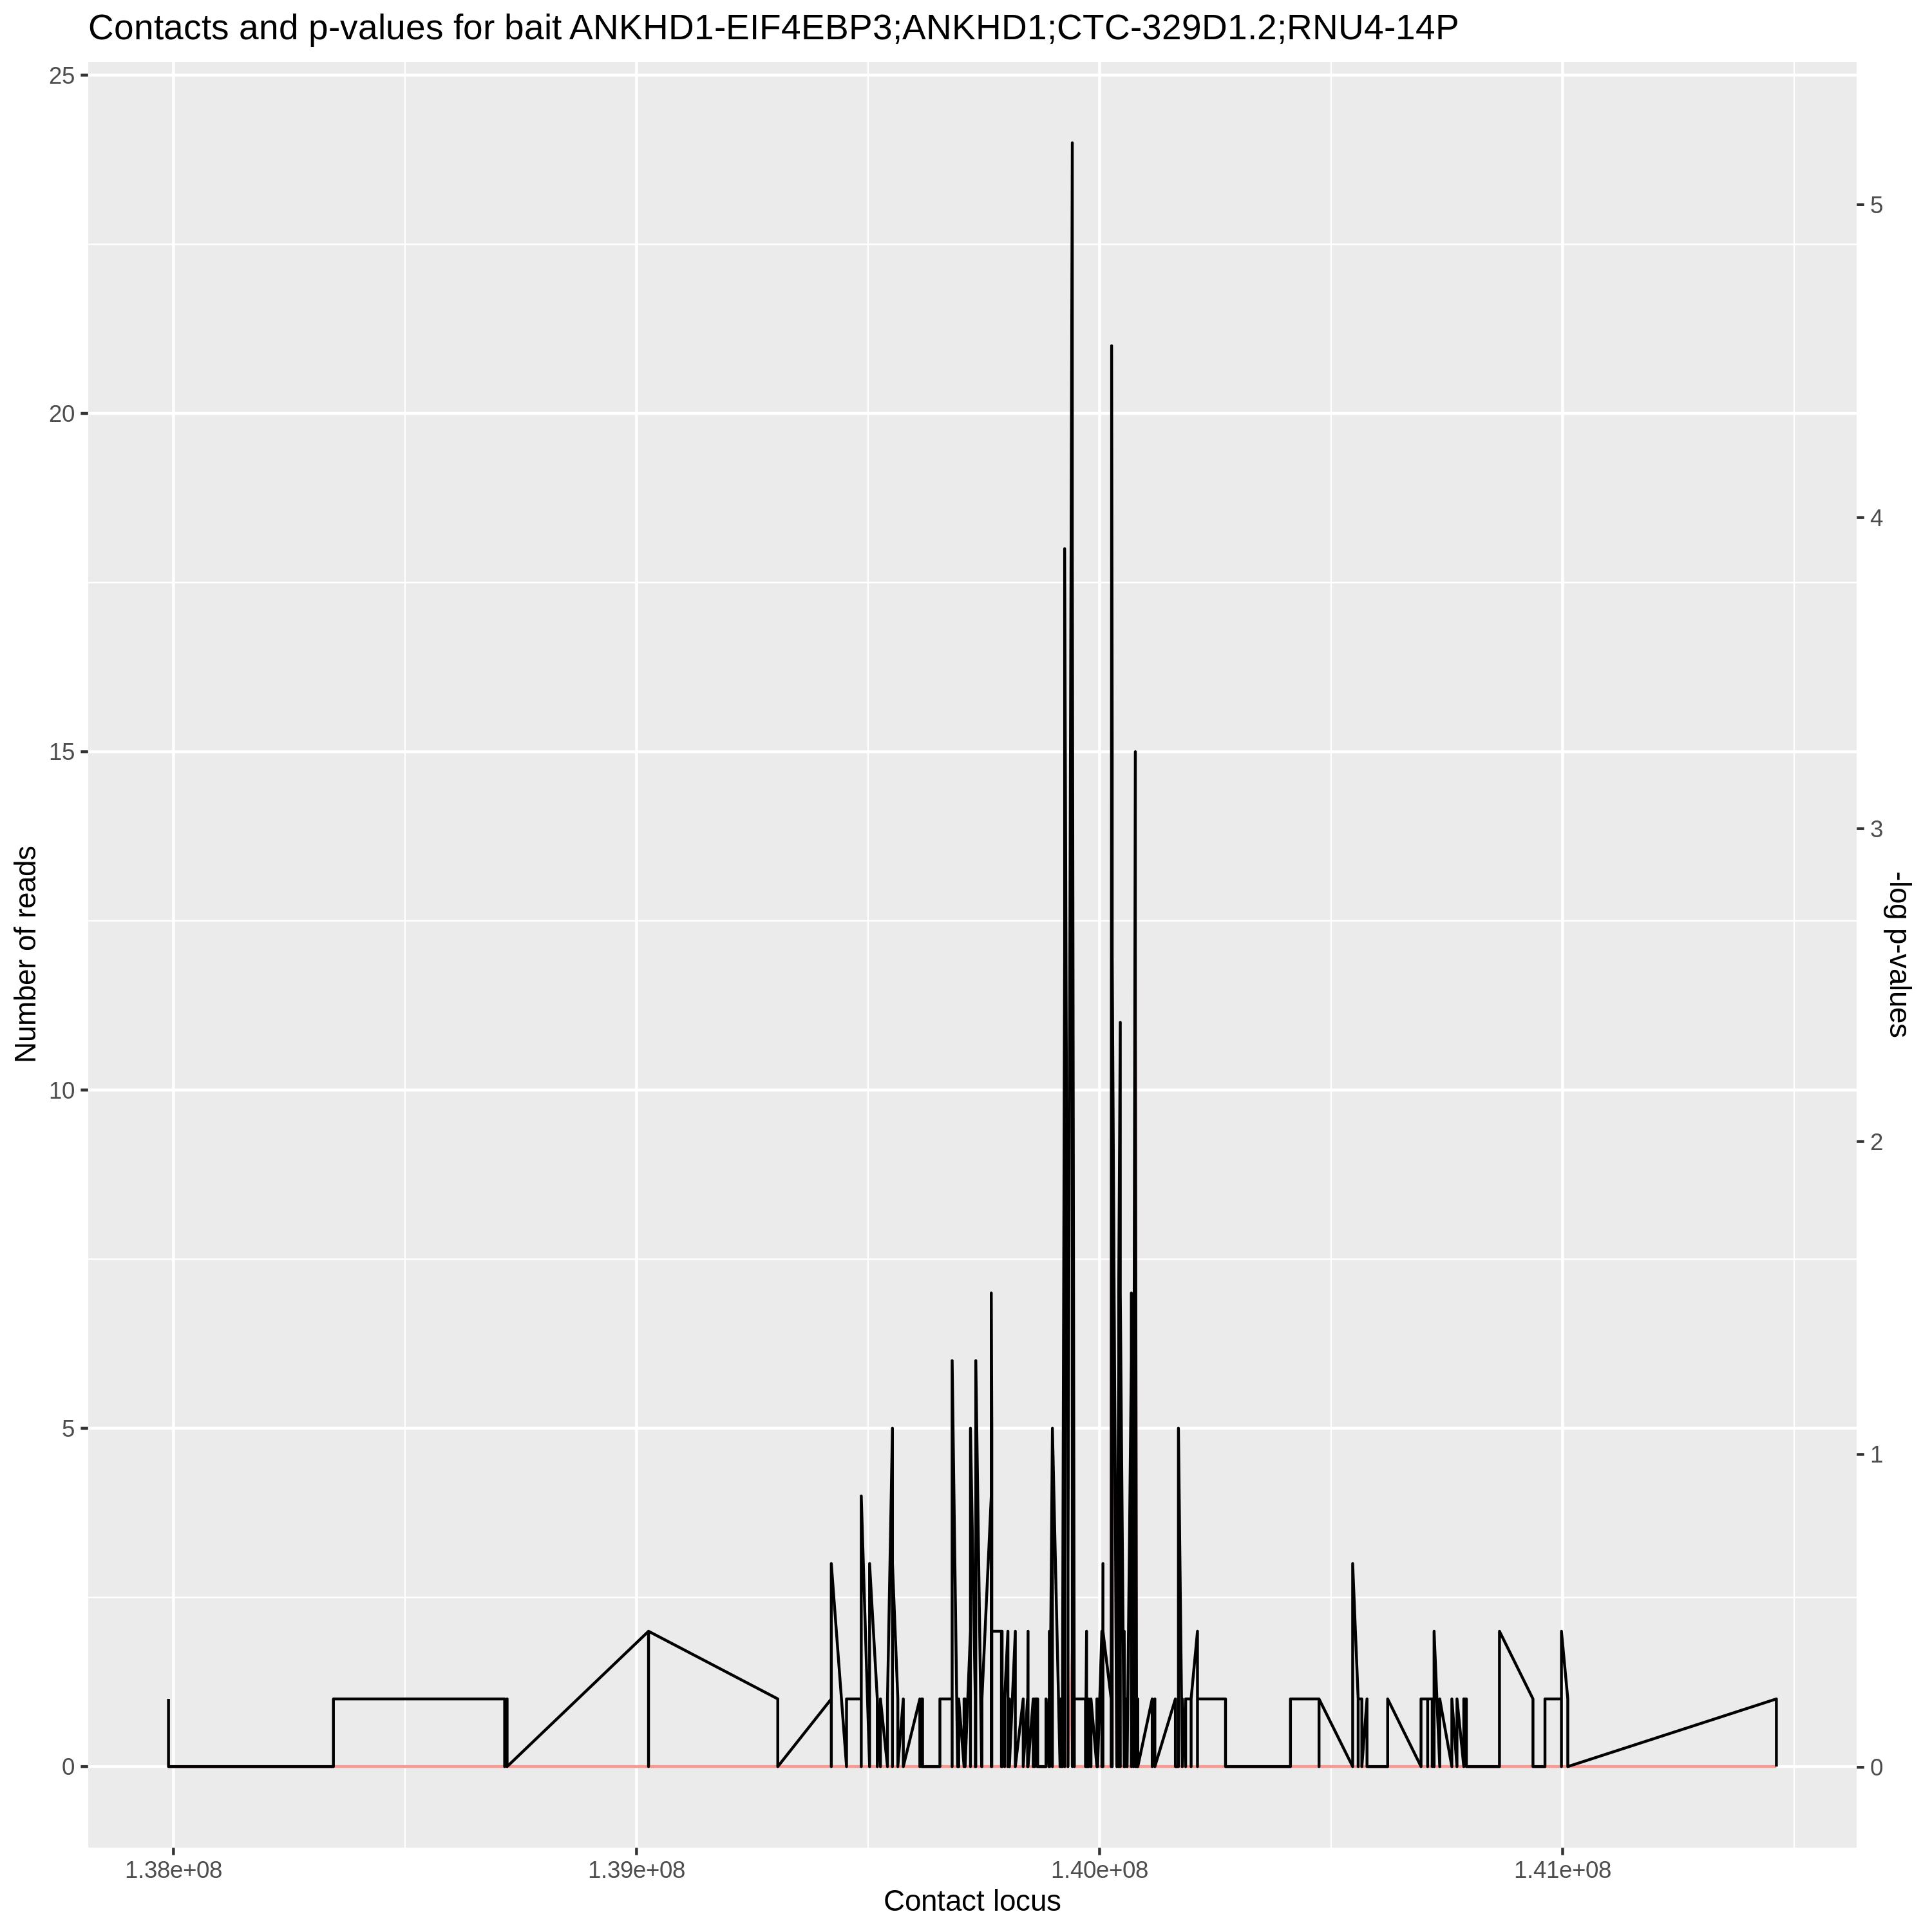 Contacts and p-values for bait ANKHD1-EIF4EBP3;ANKHD1;CTC-329D1.2;RNU4-14P
25
20
15
10
5
0
Number of reads
5
4
3
2
1
0
-log p-values
1.38e+08
1.39e+08
1.40e+08
1.41e+08
Contact locus